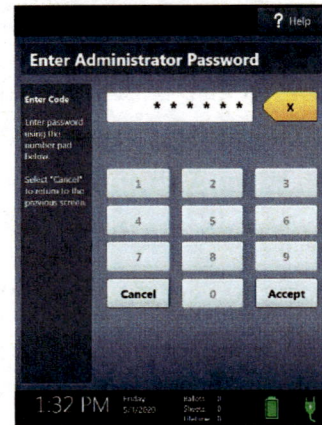 ? Help
Enter Administrator Password
Enter Code
Enter password
using the
number pad
below.
Select "Cancel"
to return to the
previous screen.
* * * * * *
X
1 2 3
4 5 6
7 8 9
Cancel 0 Accept
1:32 PM
Friday
5/1/2020
Ballots: 0
Sheets: 0
Lifetime: 0